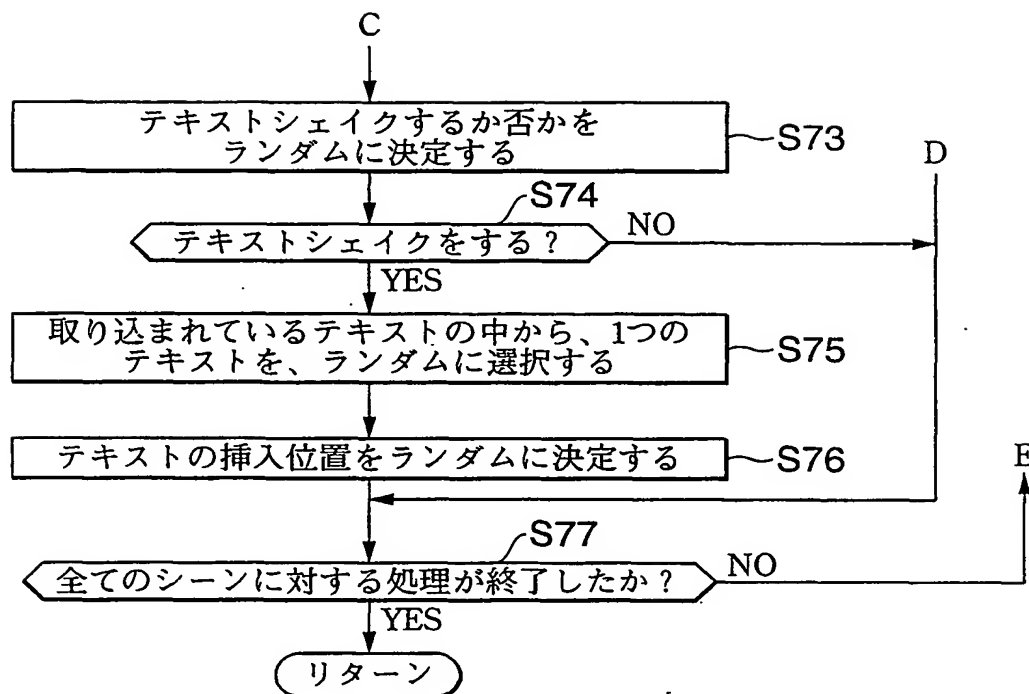 C
テキストシェイクするか否かを
ランダムに決定する
S73
D
S74
テキストシェイクをする?
NO
YES
取り込まれているテキストの中から、1つの
テキストを、ランダムに選択する
S75
テキストの挿入位置をランダムに決定する
S76
E
S77
全てのシーンに対する処理が終了したか?
NO
YES
リターン